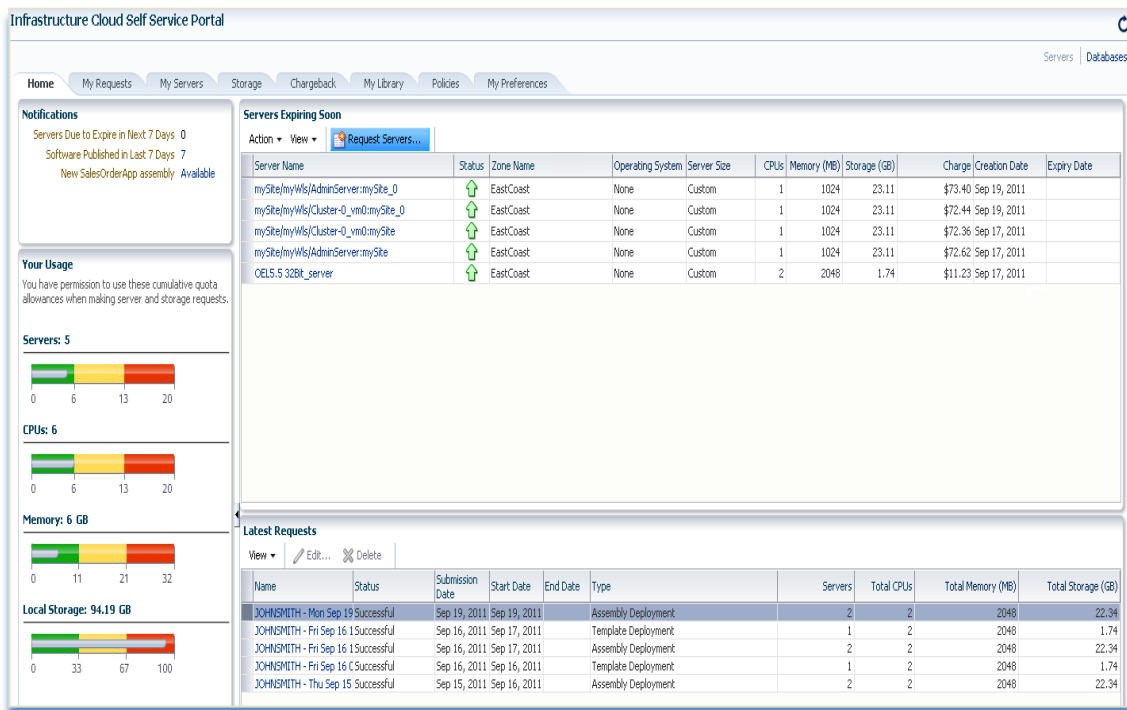 Infrastructure Cloud Self Service Portal
Servers Databases
Home My Requests My Servers Storage Chargeback My Library Policies My Preferences
Notifications
Servers Due to Expire in Next 7 Days 0
Software Published in Last 7 Days 7
New SalesOrderApp assembly Available
Your Usage
You have permission to use these cumulative quota
allowances when making server and storage requests.
Servers: 5
0 6 13 20
CPUs: 6
0 6 13 20
Memory: 6 GB
0 11 21 32
Local Storage: 94.19 GB
0 33 67 100
Servers Expiring Soon
Action View Request Servers...
Server Name Status Zone Name Operating System Server Size CPUs Memory (MB) Storage (GB) Charge Creation Date Expiry Date
mySite/myWls/AdminServer:mySite_0 EastCoast None Custom 1 1024 23.11 $73.40 Sep 19, 2011
mySite/myWls/Cluster-0_vm0:mySite_0 EastCoast None Custom 1 1024 23.11 $72.44 Sep 19, 2011
mySite/myWls/Cluster-0_vm0:mySite EastCoast None Custom 1 1024 23.11 $72.36 Sep 17, 2011
mySite/myWls/AdminServer:mySite EastCoast None Custom 1 1024 23.11 $72.62 Sep 17, 2011
OEL5.5 32Bit_server EastCoast None Custom 2 2048 1.74 $11.23 Sep 17, 2011
Latest Requests
View Edit... Delete
Name Status Submission Date Start Date End Date Type Servers Total CPUs Total Memory (MB) Total Storage (GB)
JOHNSMITH - Mon Sep 19 Successful Sep 19, 2011 Sep 19, 2011 Assembly Deployment 2 2 2048 22.34
JOHNSMITH - Fri Sep 16 1 Successful Sep 16, 2011 Sep 17, 2011 Template Deployment 1 2 2048 1.74
JOHNSMITH - Fri Sep 16 1 Successful Sep 16, 2011 Sep 17, 2011 Assembly Deployment 2 2 2048 22.34
JOHNSMITH - Fri Sep 16 Successful Sep 16, 2011 Sep 16, 2011 Template Deployment 1 2 2048 1.74
JOHNSMITH - Thu Sep 15 Successful Sep 15, 2011 Sep 16, 2011 Assembly Deployment 2 2 2048 22.34